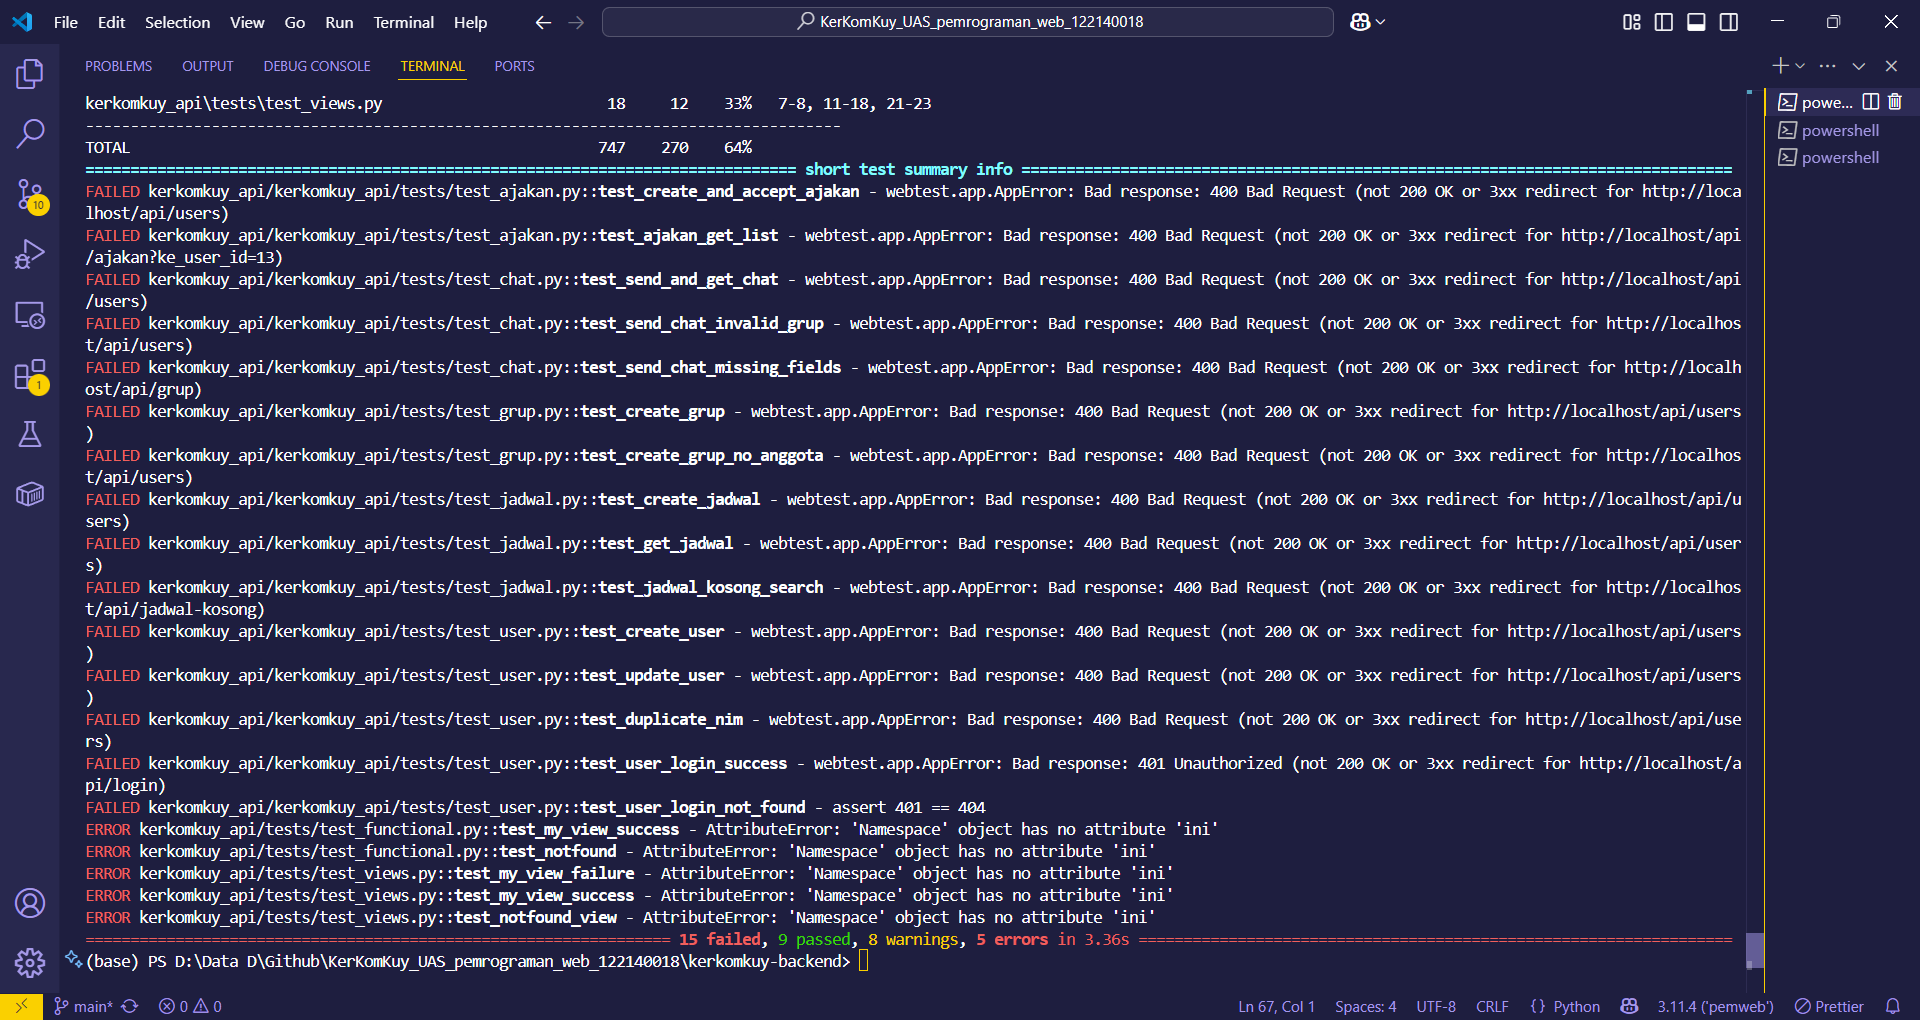 File Edit Selection View Go Run Terminal Help
KerKomKuy_UAS_pemrograman_web_122140018
PROBLEMS OUTPUT DEBUG CONSOLE TERMINAL PORTS
kerkomkuy_api\tests\test_views.py 18 12 33% 7-8, 11-18, 21-23
TOTAL 747 270 64%
short test summary info
FAILED kerkomkuy_api/kerkomkuy_api/tests/test_ajakan.py::test_create_and_accept_ajakan - webtest.app.AppError: Bad response: 400 Bad Request (not 200 OK or 3xx redirect for http://loca
lhost/api/users)
FAILED kerkomkuy_api/kerkomkuy_api/tests/test_ajakan.py::test_ajakan_get_list - webtest.app.AppError: Bad response: 400 Bad Request (not 200 OK or 3xx redirect for http://localhost/api
/ajakan?ke_user_id=13)
FAILED kerkomkuy_api/kerkomkuy_api/tests/test_chat.py::test_send_and_get_chat - webtest.app.AppError: Bad response: 400 Bad Request (not 200 OK or 3xx redirect for http://localhost/api
/users)
FAILED kerkomkuy_api/kerkomkuy_api/tests/test_chat.py::test_send_chat_invalid_grup - webtest.app.AppError: Bad response: 400 Bad Request (not 200 OK or 3xx redirect for http://localhos
t/api/users)
FAILED kerkomkuy_api/kerkomkuy_api/tests/test_chat.py::test_send_chat_missing_fields - webtest.app.AppError: Bad response: 400 Bad Request (not 200 OK or 3xx redirect for http://localh
ost/api/grup)
FAILED kerkomkuy_api/kerkomkuy_api/tests/test_grup.py::test_create_grup - webtest.app.AppError: Bad response: 400 Bad Request (not 200 OK or 3xx redirect for http://localhost/api/users
)
FAILED kerkomkuy_api/kerkomkuy_api/tests/test_grup.py::test_create_grup_no_anggota - webtest.app.AppError: Bad response: 400 Bad Request (not 200 OK or 3xx redirect for http://localhos
t/api/users)
FAILED kerkomkuy_api/kerkomkuy_api/tests/test_jadwal.py::test_create_jadwal - webtest.app.AppError: Bad response: 400 Bad Request (not 200 OK or 3xx redirect for http://localhost/api/u
sers)
FAILED kerkomkuy_api/kerkomkuy_api/tests/test_jadwal.py::test_get_jadwal - webtest.app.AppError: Bad response: 400 Bad Request (not 200 OK or 3xx redirect for http://localhost/api/user
s)
FAILED kerkomkuy_api/kerkomkuy_api/tests/test_jadwal.py::test_jadwal_kosong_search - webtest.app.AppError: Bad response: 400 Bad Request (not 200 OK or 3xx redirect for http://localhos
t/api/jadwal-kosong)
FAILED kerkomkuy_api/kerkomkuy_api/tests/test_user.py::test_create_user - webtest.app.AppError: Bad response: 400 Bad Request (not 200 OK or 3xx redirect for http://localhost/api/users
)
FAILED kerkomkuy_api/kerkomkuy_api/tests/test_user.py::test_update_user - webtest.app.AppError: Bad response: 400 Bad Request (not 200 OK or 3xx redirect for http://localhost/api/users
)
FAILED kerkomkuy_api/kerkomkuy_api/tests/test_user.py::test_duplicate_nim - webtest.app.AppError: Bad response: 400 Bad Request (not 200 OK or 3xx redirect for http://localhost/api/use
rs)
FAILED kerkomkuy_api/kerkomkuy_api/tests/test_user.py::test_user_login_success - webtest.app.AppError: Bad response: 401 Unauthorized (not 200 OK or 3xx redirect for http://localhost/a
pi/login)
FAILED kerkomkuy_api/kerkomkuy_api/tests/test_user.py::test_user_login_not_found - assert 401 == 404
ERROR kerkomkuy_api/tests/test_functional.py::test_my_view_success - AttributeError: 'Namespace' object has no attribute 'ini'
ERROR kerkomkuy_api/tests/test_functional.py::test_notfound - AttributeError: 'Namespace' object has no attribute 'ini'
ERROR kerkomkuy_api/tests/test_views.py::test_my_view_failure - AttributeError: 'Namespace' object has no attribute 'ini'
ERROR kerkomkuy_api/tests/test_views.py::test_my_view_success - AttributeError: 'Namespace' object has no attribute 'ini'
ERROR kerkomkuy_api/tests/test_views.py::test_notfound_view - AttributeError: 'Namespace' object has no attribute 'ini'
15 failed, 9 passed, 8 warnings, 5 errors in 3.36s
(base) PS D:\Data D\Github\KerKomKuy_UAS_pemrograman_web_122140018\kerkomkuy-backend>
powe...
powershell
powershell
10
1
main* 0 0 Ln 67, Col 1 Spaces: 4 UTF-8 CRLF {} Python 3.11.4 ('pemweb') Prettier